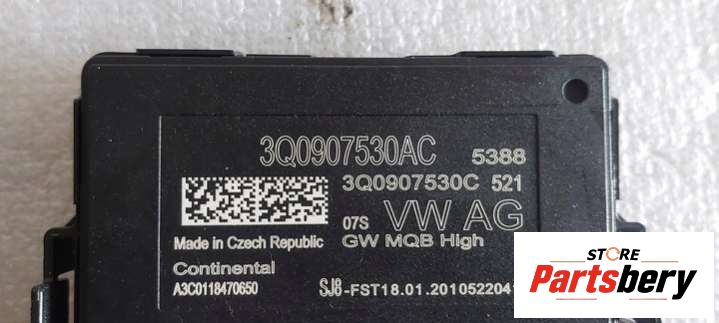 3Q0907530AC 5388
3Q0907530C 521
07S VW AG
Made in Czech Republic GW MQB High
Continental
A3C0118470650 SJ8-FST18.01.2010522041
STORE
Partsbery